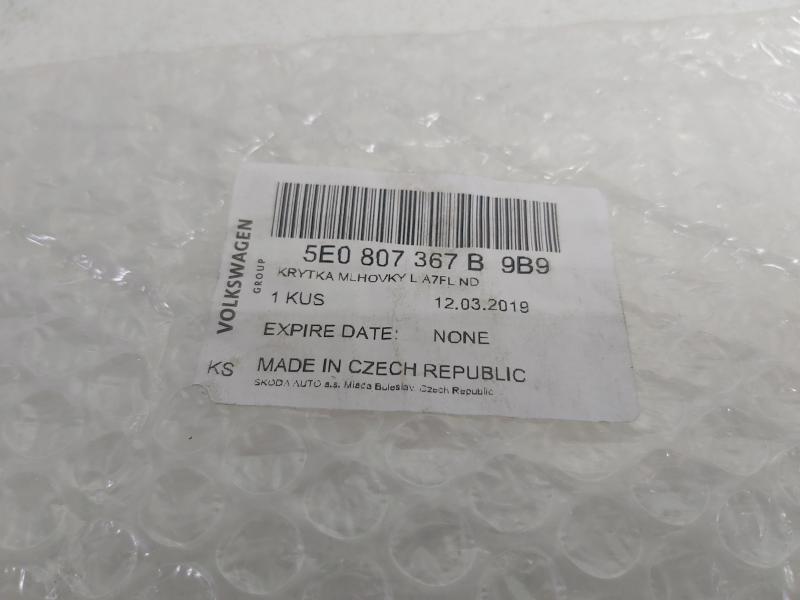 VOLKSWAGEN
GROUP
5E0 807 367 B 9B9
KRYTKA MLHOVKY L A7FL ND
1 KUS 12.03.2019
EXPIRE DATE: NONE
KS MADE IN CZECH REPUBLIC
SKODA AUTO a.s. Mlada Boleslav, Czech Republic